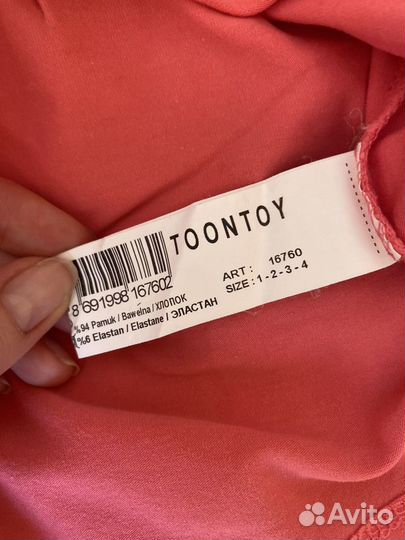 TOONTOY
ART : 16760
SIZE : 1 - 2 - 3 - 4
8 691998 167602
%94 Pamuk / Bawełna / ХЛОПОК
%6 Elastan / Elastane / ЭЛАСТАН
Avito